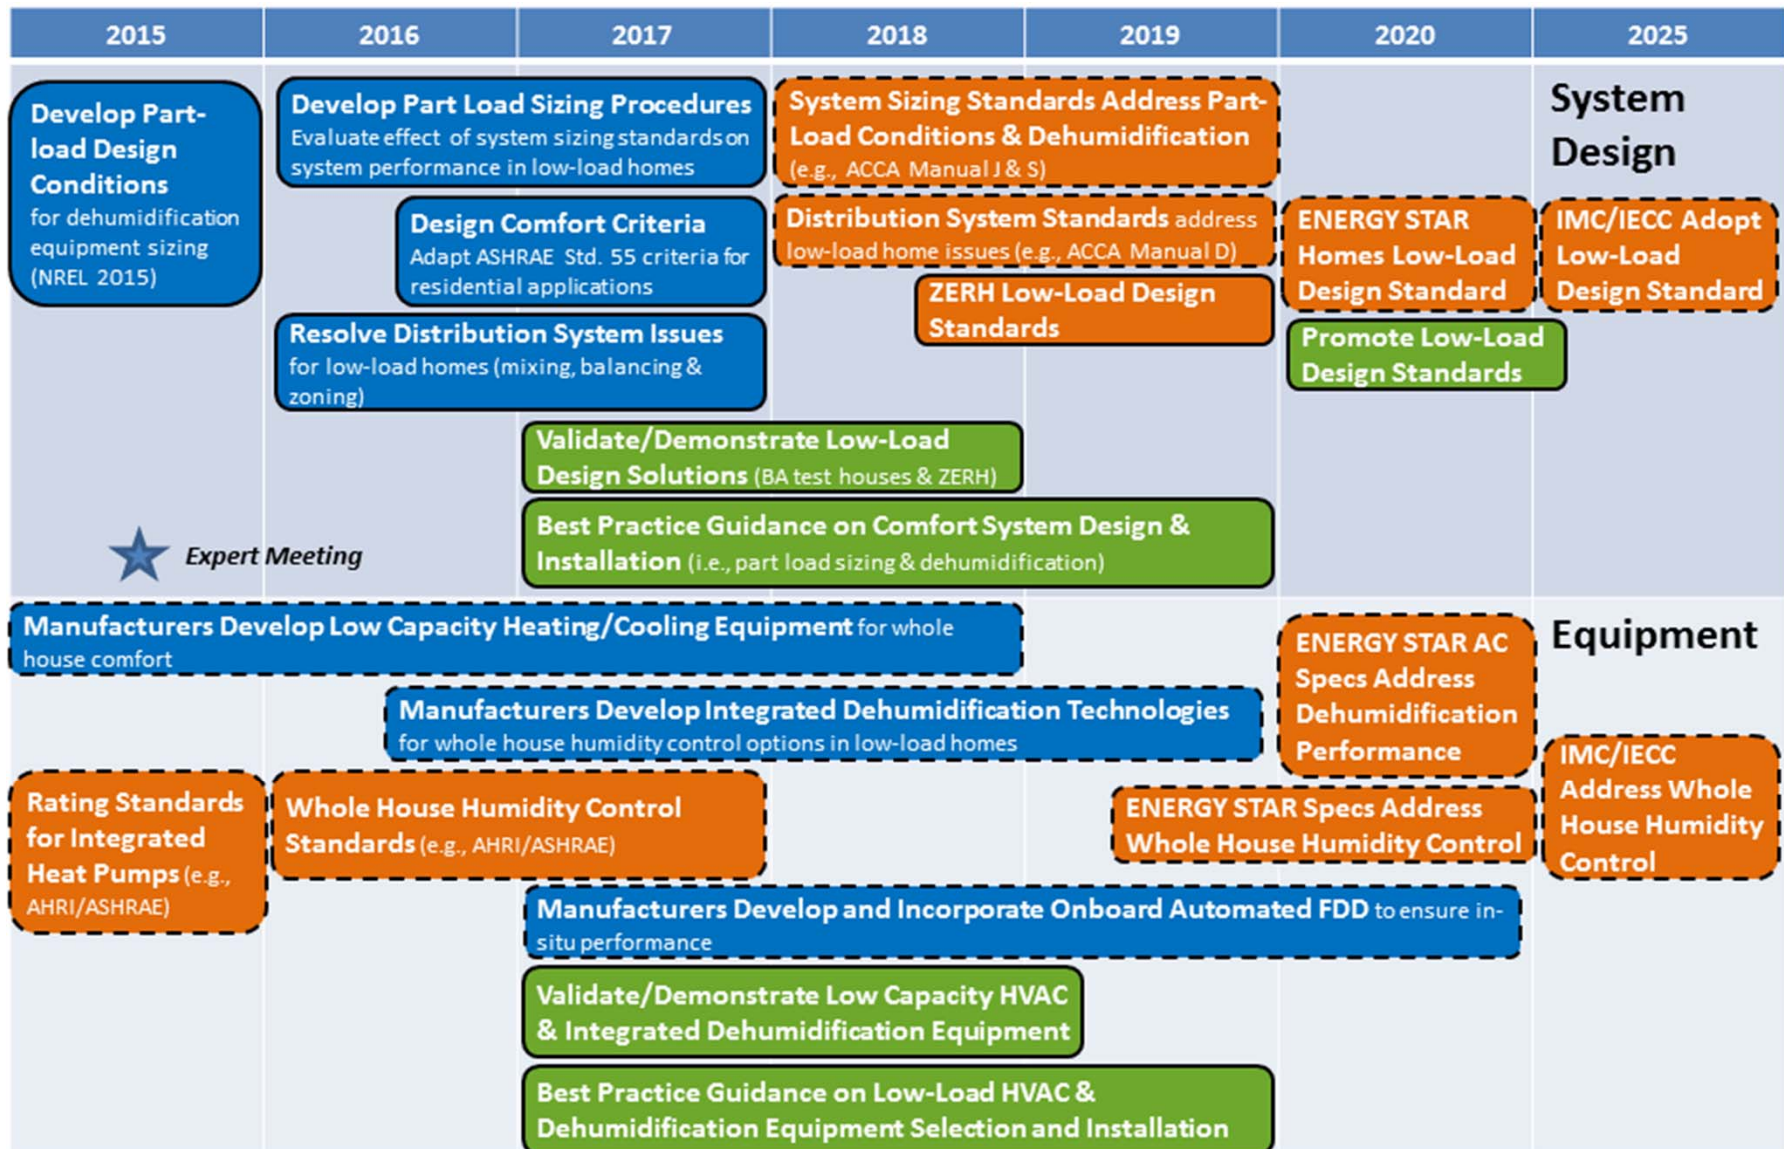 2015 2016 2017 2018 2019 2020 2025
System
Design
Develop Part-
load Design
Conditions
for dehumidification
equipment sizing
(NREL 2015)
Develop Part Load Sizing Procedures
Evaluate effect of system sizing standards on
system performance in low-load homes
System Sizing Standards Address Part-
Load Conditions & Dehumidification
(e.g., ACCA Manual J & S)
Design Comfort Criteria
Adapt ASHRAE Std. 55 criteria for
residential applications
Distribution System Standards address
low-load home issues (e.g., ACCA Manual D)
ENERGY STAR
Homes Low-Load
Design Standard
IMC/IECC Adopt
Low-Load
Design Standard
ZERH Low-Load Design
Standards
Resolve Distribution System Issues
for low-load homes (mixing, balancing &
zoning)
Promote Low-Load
Design Standards
Validate/Demonstrate Low-Load
Design Solutions (BA test houses & ZERH)
Best Practice Guidance on Comfort System Design &
Installation (i.e., part load sizing & dehumidification)
Expert Meeting
Equipment
Manufacturers Develop Low Capacity Heating/Cooling Equipment for whole
house comfort
ENERGY STAR AC
Specs Address
Dehumidification
Performance
Manufacturers Develop Integrated Dehumidification Technologies
for whole house humidity control options in low-load homes
IMC/IECC
Address Whole
House Humidity
Control
Rating Standards
for Integrated
Heat Pumps (e.g.,
AHRI/ASHRAE)
Whole House Humidity Control
Standards (e.g., AHRI/ASHRAE)
ENERGY STAR Specs Address
Whole House Humidity Control
Manufacturers Develop and Incorporate Onboard Automated FDD to ensure in-
situ performance
Validate/Demonstrate Low Capacity HVAC
& Integrated Dehumidification Equipment
Best Practice Guidance on Low-Load HVAC &
Dehumidification Equipment Selection and Installation